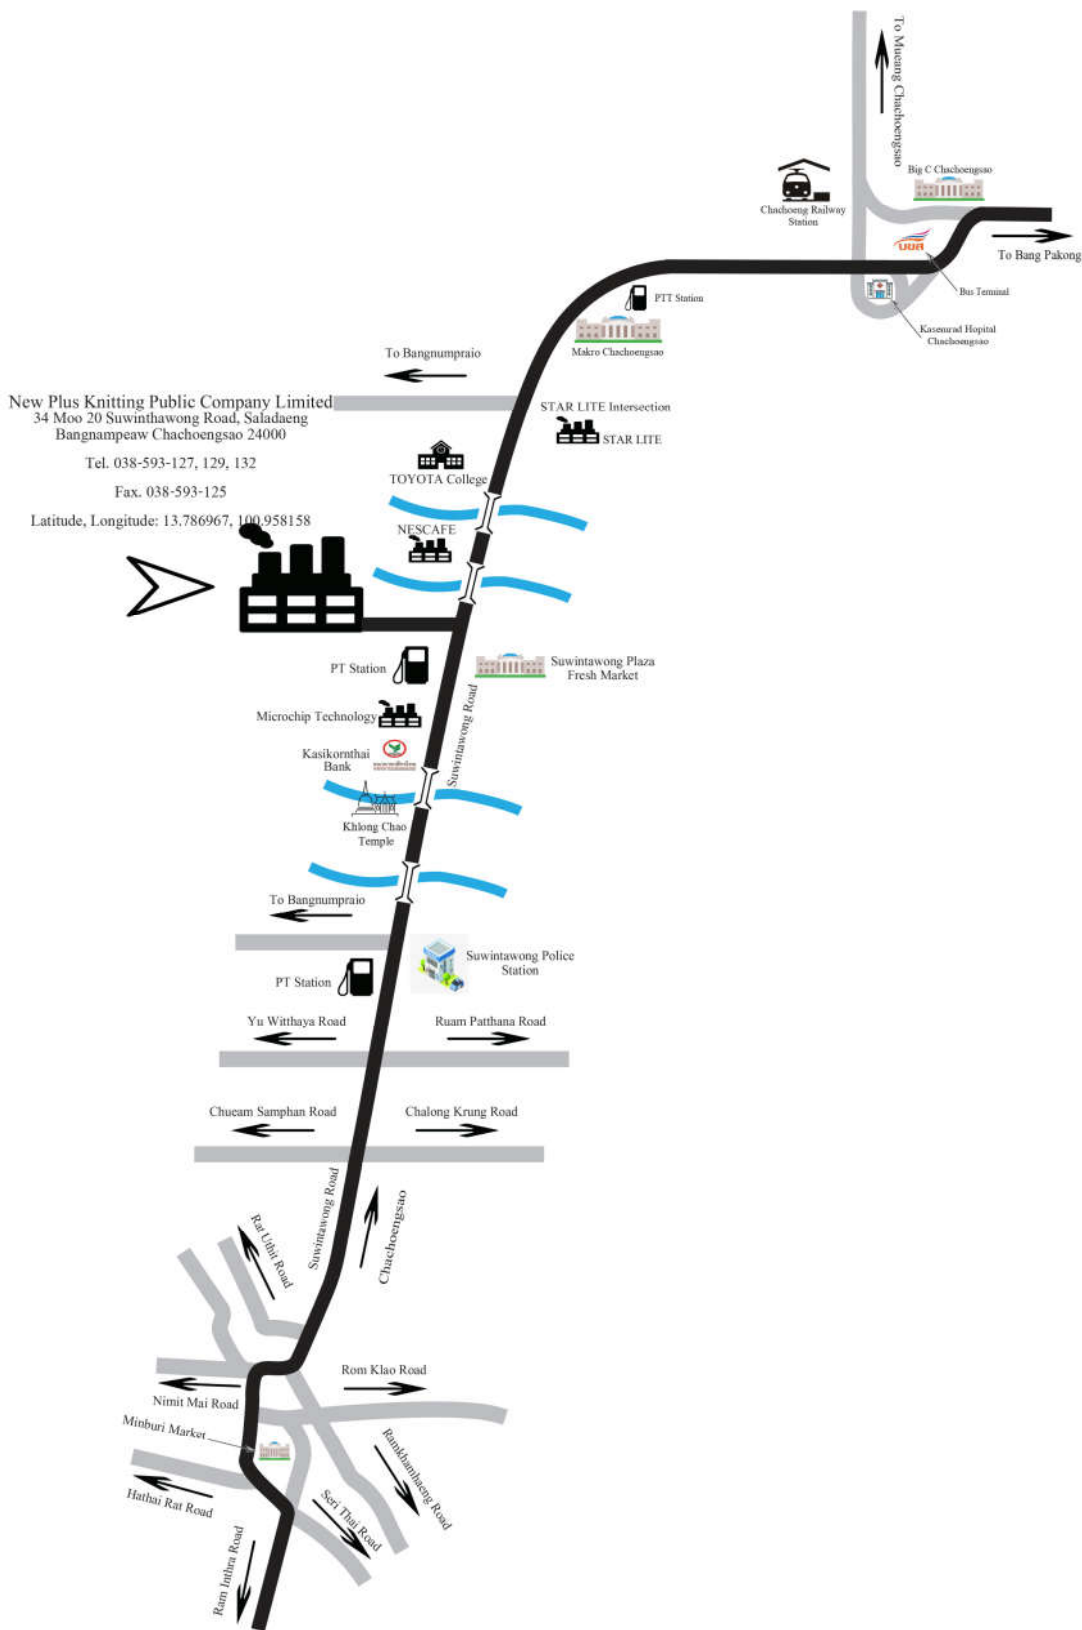 To Mueang Chachoengsao
Big C Chachoengsao
Chachoeng Railway
Station
บขส
To Bang Pakong
Bus Terminal
PTT Station
Kasemrad Hopital
Chachoengsao
Makro Chachoengsao
To Bangnumpraio
New Plus Knitting Public Company Limited
34 Moo 20 Suwinthawong Road, Saladaeng
Bangnampeaw Chachoengsao 24000
Tel. 038-593-127, 129, 132
Fax. 038-593-125
Latitude, Longitude: 13.786967, 100.958158
STAR LITE Intersection
STAR LITE
TOYOTA College
NESCAFE
PT Station
Suwintawong Plaza
Fresh Market
Microchip Technology
Suwintawong Road
Kasikornthai
Bank
Khlong Chao
Temple
To Bangnumpraio
Suwintawong Police
Station
PT Station
Yu Witthaya Road
Ruam Patthana Road
Chueam Samphan Road
Chalong Krung Road
Suwintawong Road
Chachoengsao
Rat Uthit Road
Rom Klao Road
Nimit Mai Road
Minburi Market
Ramkhamhaeng Road
Hathai Rat Road
Seri Thai Road
Ram Inthra Road